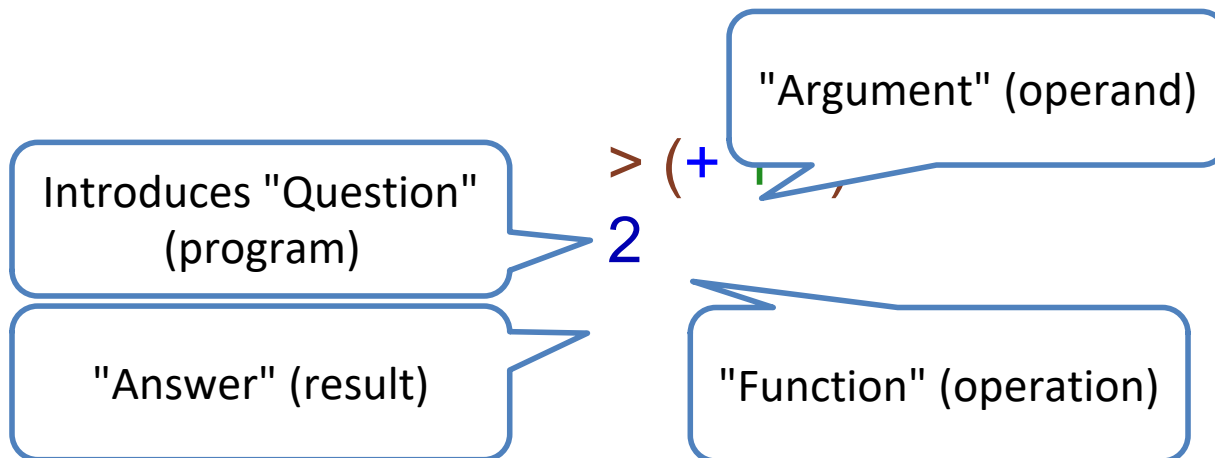 "Argument" (operand)
> (+
Introduces "Question"
(program)
2
"Answer" (result)
"Function" (operation)